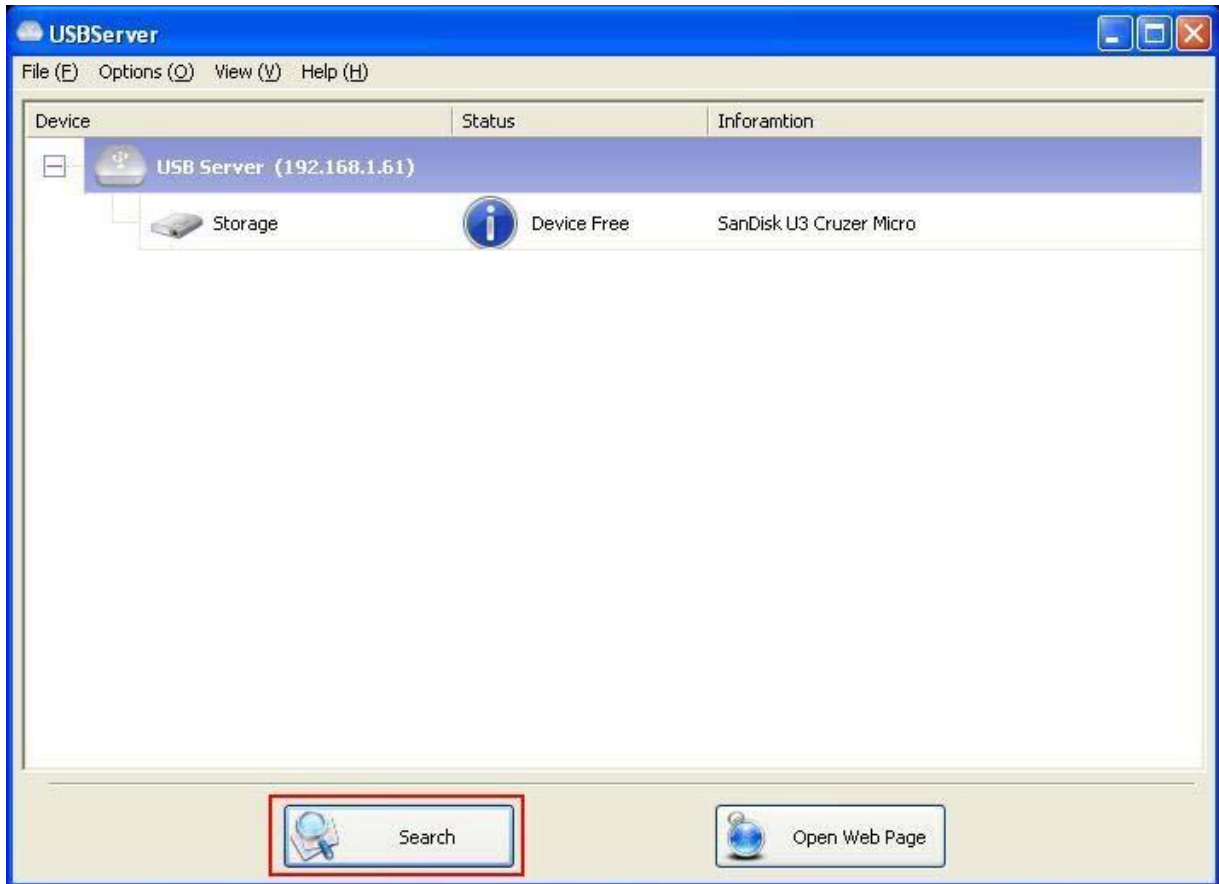 USBServer
File (F) Options (O) View (V) Help (H)
Device Status Inforamtion
USB Server (192.168.1.61)
Storage Device Free SanDisk U3 Cruzer Micro
Search Open Web Page